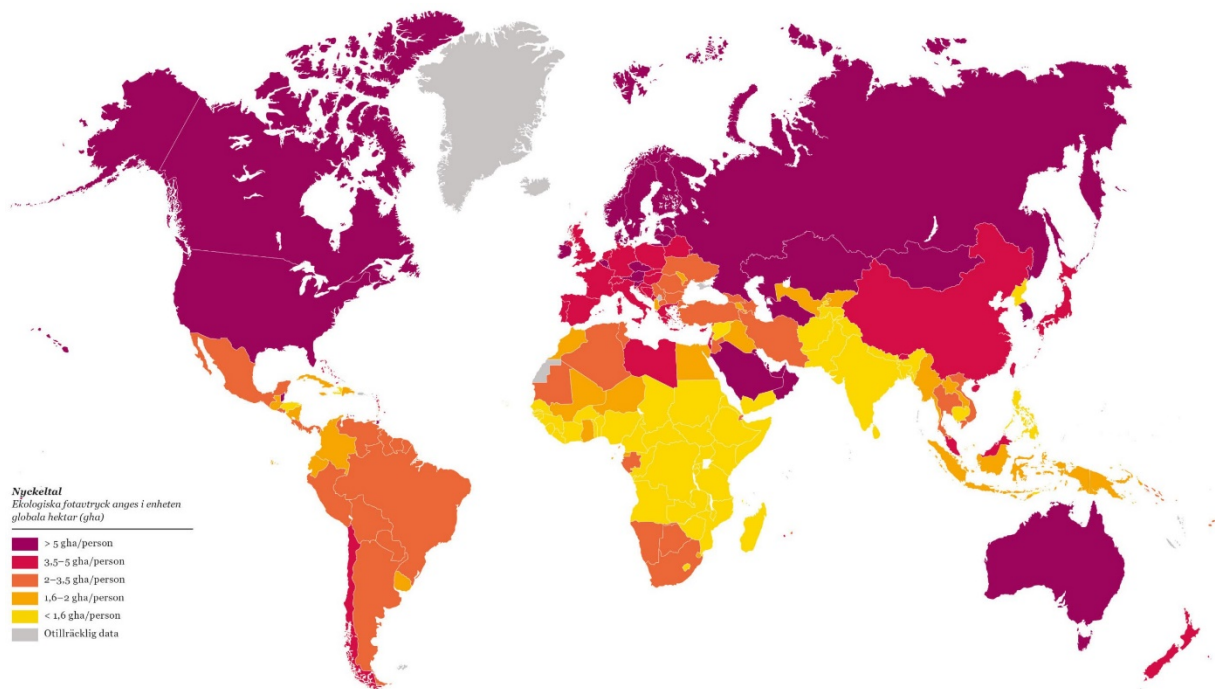 Nyckeltal
Ekologiska fotavtryck anges i enheten
globala hektar (gha)
> 5 gha/person
3,5–5 gha/person
2–3,5 gha/person
1,6–2 gha/person
< 1,6 gha/person
Otillräcklig data